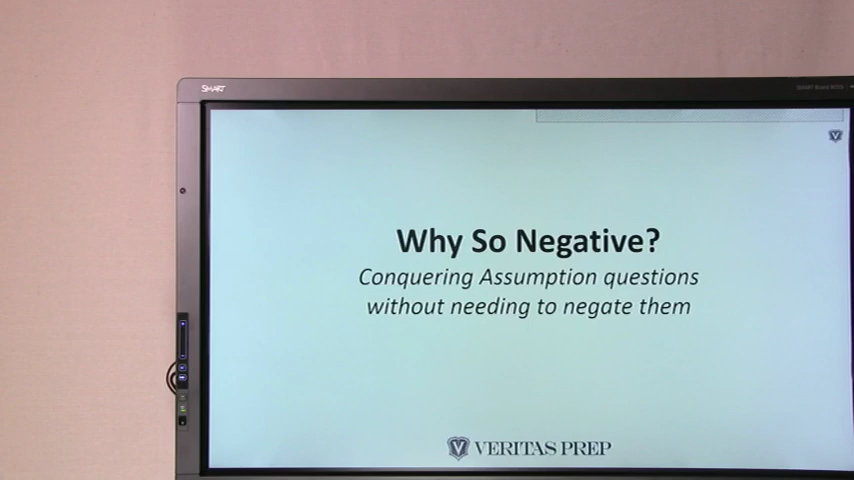 SMART
Why So Negative?
Conquering Assumption questions
without needing to negate them
VERITAS PREP